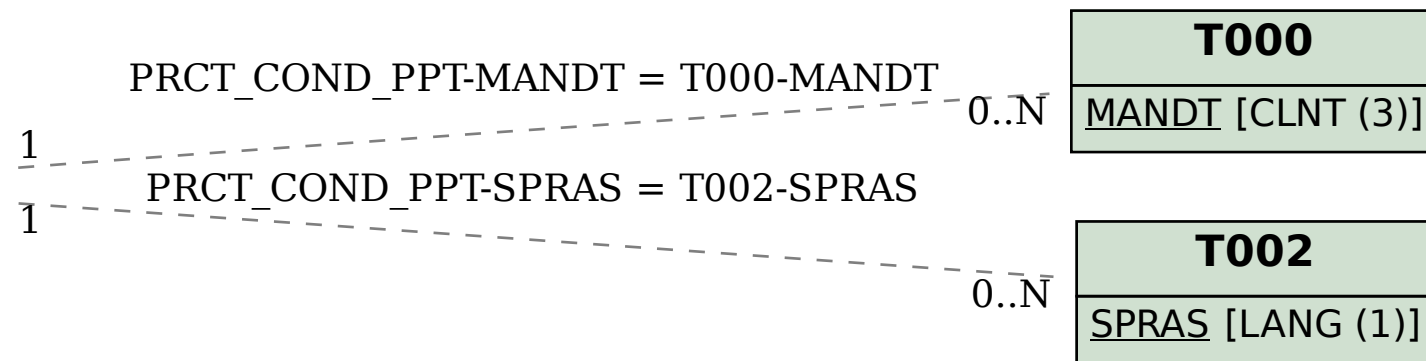 T000
PRCT_COND_PPT-MANDT = T000-MANDT
0..N
MANDT [CLNT (3)]
1
PRCT_COND_PPT-SPRAS = T002-SPRAS
1
T002
0..N
SPRAS [LANG (1)]